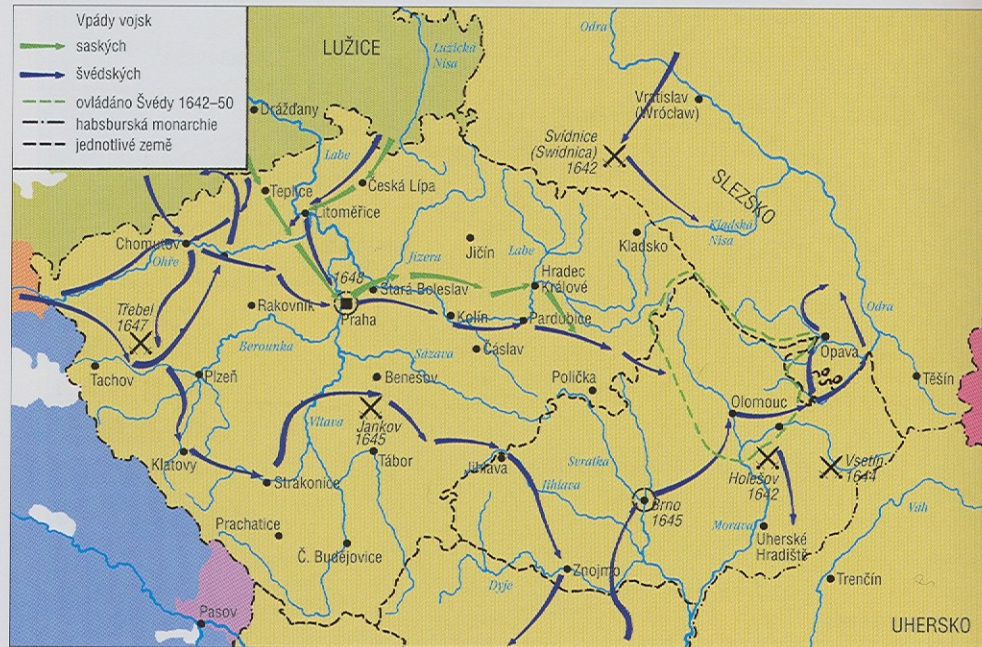 Vpády vojsk
saských
švédských
ovládáno Švédy 1642–50
habsburská monarchie
jednotlivé země
LUŽICE
Odra
Lužická
Nisa
Drážďany
Vratislav
(Wrocław)
Svídnice
(Swidnica)
1642
Labe
Teplice
Česká Lípa
SLEZSKO
Litoměřice
Kladská
Nisa
Chomutov
Ohře
Jičín
Labe
Kladsko
Jizera
Hradec
Králové
1648
Stará Boleslav
Třebel
1647
Rakovník
Praha
Kolín
Pardubice
Odra
Opava
Berounka
Sázava
Čáslav
Tachov
Plzeň
Benešov
Polička
Těšín
Olomouc
Jankov
1645
Vltava
Klatovy
Tábor
Jihlava
Svratka
Holešov
1642
Vsetín
1644
Strakonice
Jihlava
Brno
1645
Morava
Váh
Prachatice
Č. Budějovice
Uherské
Hradiště
Znojmo
Dyje
Trenčín
Pasov
UHERSKO